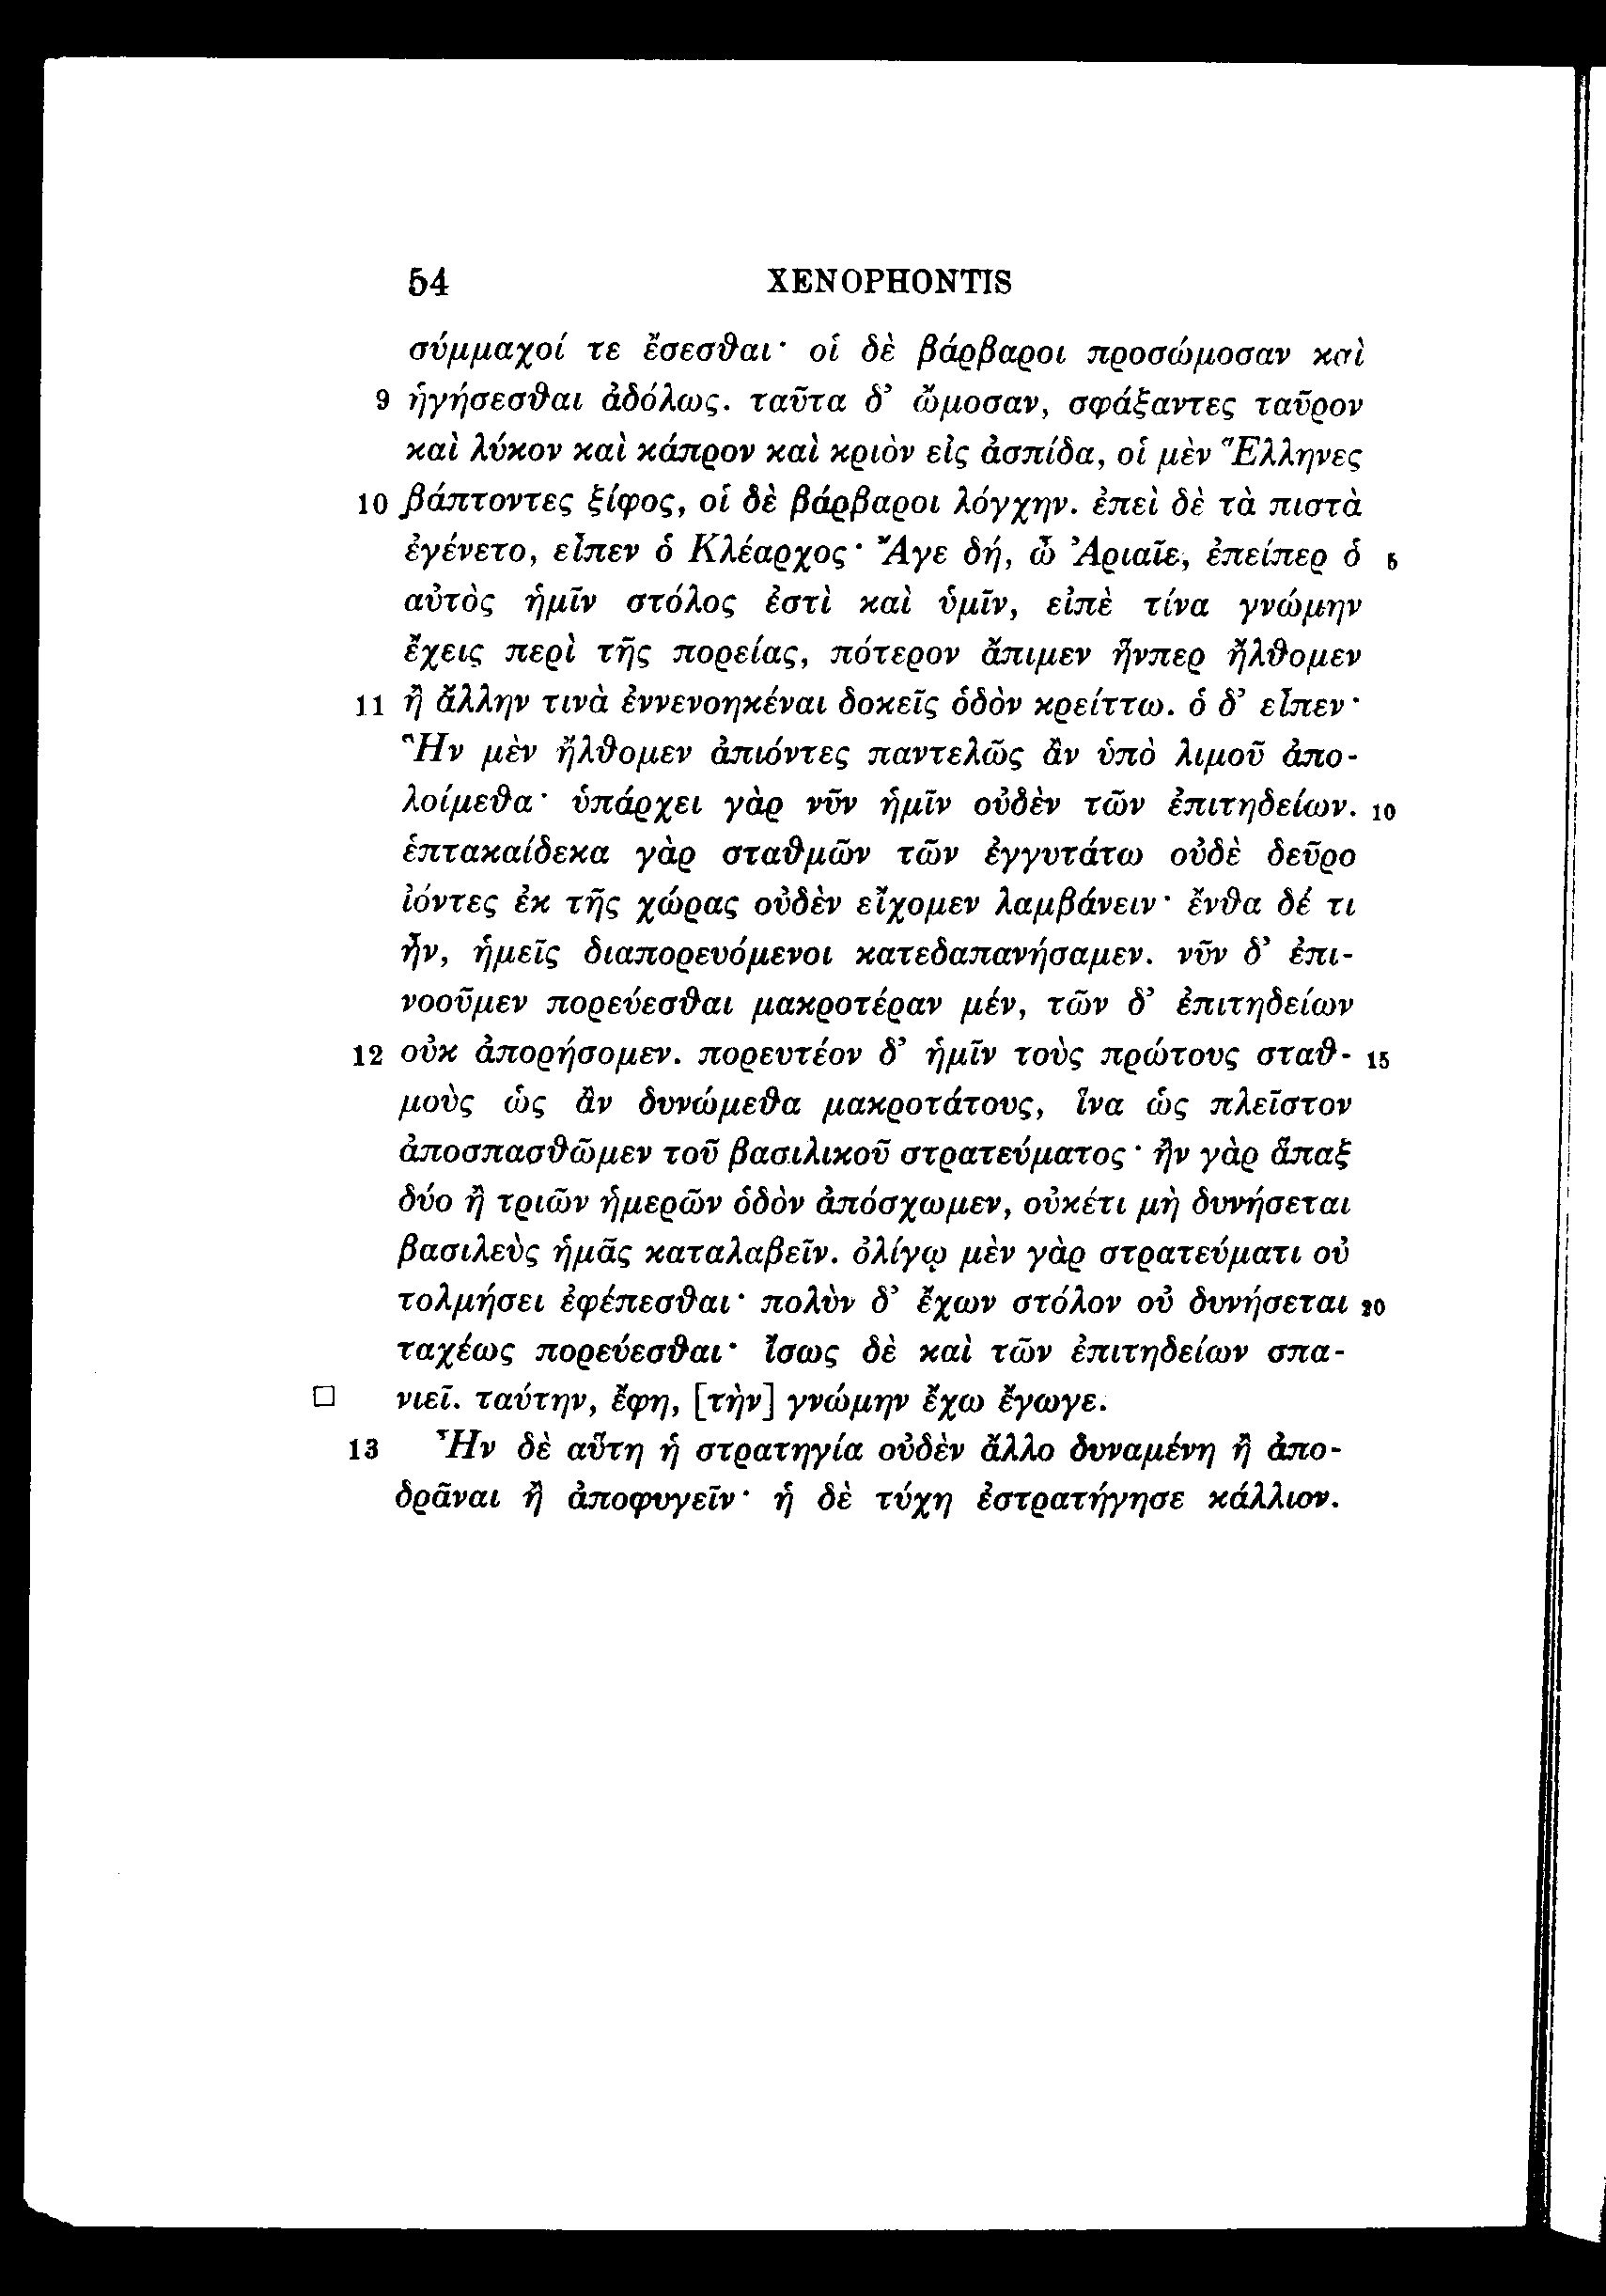 54 XENOPHONTIS
σύμμαχοί τε ἔσεσθαι· οἱ δὲ βάρβαροι προσώμοσαν καὶ
9 ἡγήσεσθαι ἀδόλως. ταῦτα δ’ ὤμοσαν, σφάξαντες ταῦρον
καὶ λύκον καὶ κάπρον καὶ κριὸν εἰς ἀσπίδα, οἱ μὲν Ἕλληνες
10 βάπτοντες ξίφος, οἱ δὲ βάρβαροι λόγχην. ἐπεὶ δὲ τὰ πιστὰ
ἐγένετο, εἶπεν ὁ Κλέαρχος· Ἄγε δή, ὦ Ἀριαῖε, ἐπείπερ ὁ 5
αὐτὸς ἡμῖν στόλος ἐστὶ καὶ ὑμῖν, εἰπὲ τίνα γνώμην
ἔχεις περὶ τῆς πορείας, πότερον ἄπιμεν ἥνπερ ἤλθομεν
11 ἢ ἄλλην τινὰ ἐννενοηκέναι δοκεῖς ὁδὸν κρείττω. ὁ δ’ εἶπεν·
Ἣν μὲν ἤλθομεν ἀπιόντες παντελῶς ἂν ὑπὸ λιμοῦ ἀπο-
λοίμεθα· ὑπάρχει γὰρ νῦν ἡμῖν οὐδὲν τῶν ἐπιτηδείων. 10
ἑπτακαίδεκα γὰρ σταθμῶν τῶν ἐγγυτάτω οὐδὲ δεῦρο
ἰόντες ἐκ τῆς χώρας οὐδὲν εἴχομεν λαμβάνειν· ἔνθα δέ τι
ἦν, ἡμεῖς διαπορευόμενοι κατεδαπανήσαμεν. νῦν δ’ ἐπι-
νοοῦμεν πορεύεσθαι μακροτέραν μέν, τῶν δ’ ἐπιτηδείων
12 οὐκ ἀπορήσομεν. πορευτέον δ’ ἡμῖν τοὺς πρώτους σταθ- 15
μοὺς ὡς ἂν δυνώμεθα μακροτάτους, ἵνα ὡς πλεῖστον
ἀποσπασθῶμεν τοῦ βασιλικοῦ στρατεύματος· ἢν γὰρ ἅπαξ
δύο ἢ τριῶν ἡμερῶν ὁδὸν ἀπόσχωμεν, οὐκέτι μὴ δυνήσεται
βασιλεὺς ἡμᾶς καταλαβεῖν. ὀλίγῳ μὲν γὰρ στρατεύματι οὐ
τολμήσει ἐφέπεσθαι· πολὺν δ’ ἔχων στόλον οὐ δυνήσεται 20
ταχέως πορεύεσθαι· ἴσως δὲ καὶ τῶν ἐπιτηδείων σπα-
νιεῖ. ταύτην, ἔφη, [τὴν] γνώμην ἔχω ἔγωγε.
13 Ἦν δὲ αὕτη ἡ στρατηγία οὐδὲν ἄλλο δυναμένη ἢ ἀπο-
δρᾶναι ἢ ἀποφυγεῖν· ἡ δὲ τύχη ἐστρατήγησε κάλλιον.